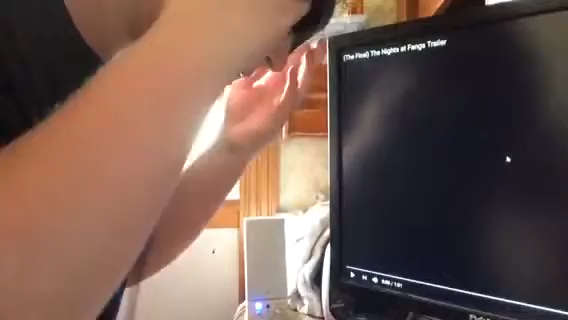 (The Final) The Nights at Fangs Trailer
0:00 / 1:01